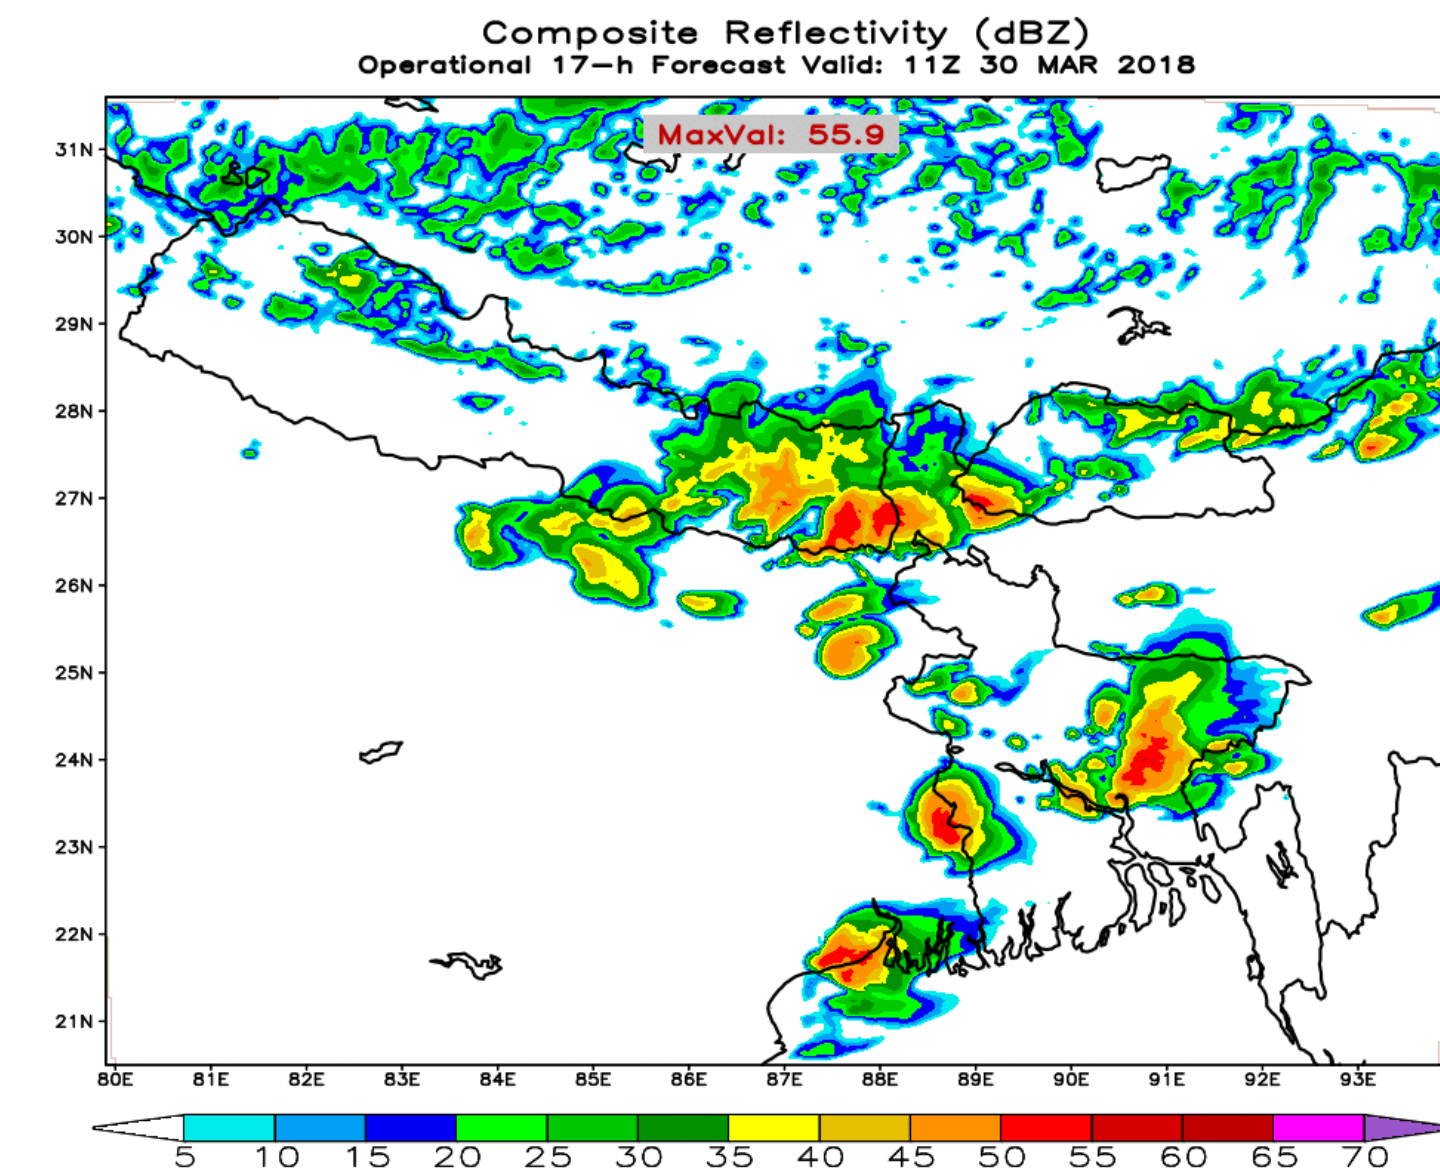 Composite Reflectivity (dBZ)
Operational 17-h Forecast Valid: 11Z 30 MAR 2018
MaxVal: 55.9
31N
30N
29N
28N
27N
26N
25N
24N
23N
22N
21N
80E 81E 82E 83E 84E 85E 86E 87E 88E 89E 90E 91E 92E 93E
5 10 15 20 25 30 35 40 45 50 55 60 65 70